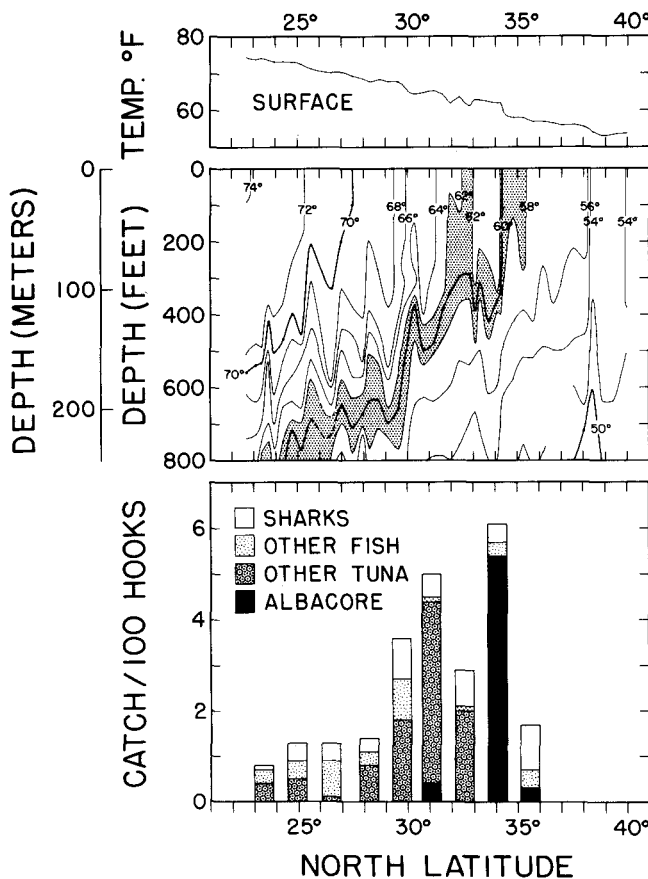 25° 30° 35° 40°
TEMP. °F
80
60
SURFACE
DEPTH (METERS)
0
100
200
DEPTH (FEET)
0
200
400
600
800
74° 72° 70° 68° 66° 64° 62° 62° 60° 58° 56° 54° 54°
70°
50°
CATCH/100 HOOKS
6
4
2
0
SHARKS
OTHER FISH
OTHER TUNA
ALBACORE
25° 30° 35° 40°
NORTH LATITUDE